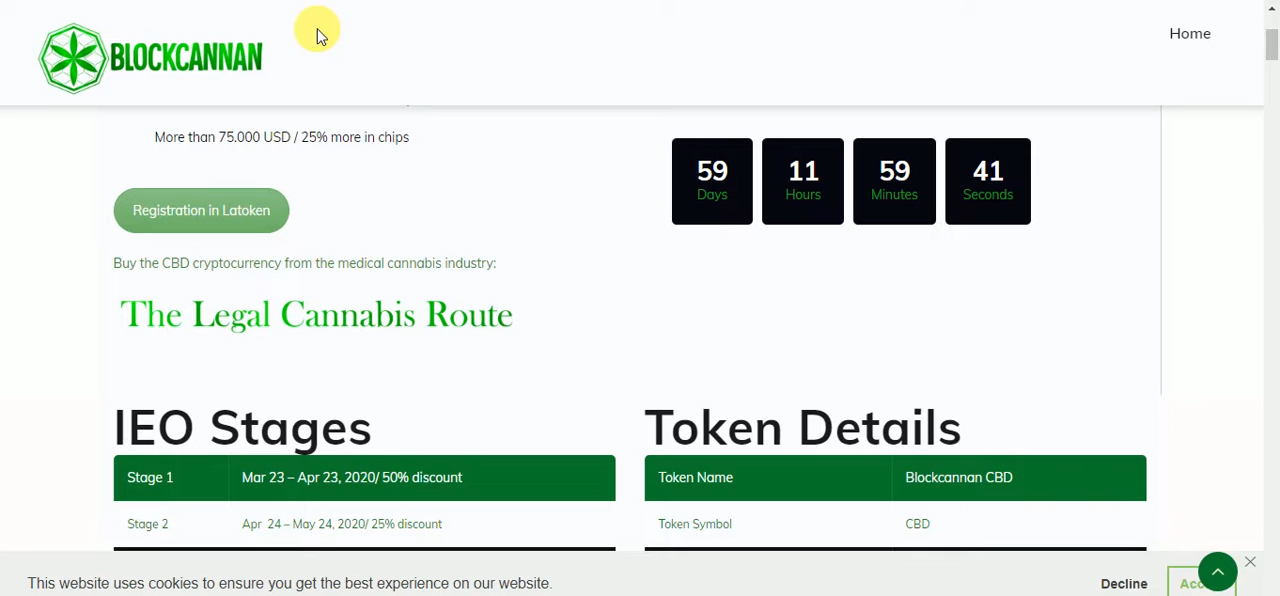 BLOCKCANNAN
Home
More than 75.000 USD / 25% more in chips
59 11 59 41
Days Hours Minutes Seconds
Registration in Latoken
Buy the CBD cryptocurrency from the medical cannabis industry:
The Legal Cannabis Route
IEO Stages
Stage 1 Mar 23 – Apr 23, 2020/ 50% discount
Stage 2 Apr 24 – May 24, 2020/ 25% discount
Token Details
Token Name Blockcannan CBD
Token Symbol CBD
This website uses cookies to ensure you get the best experience on our website.
Decline